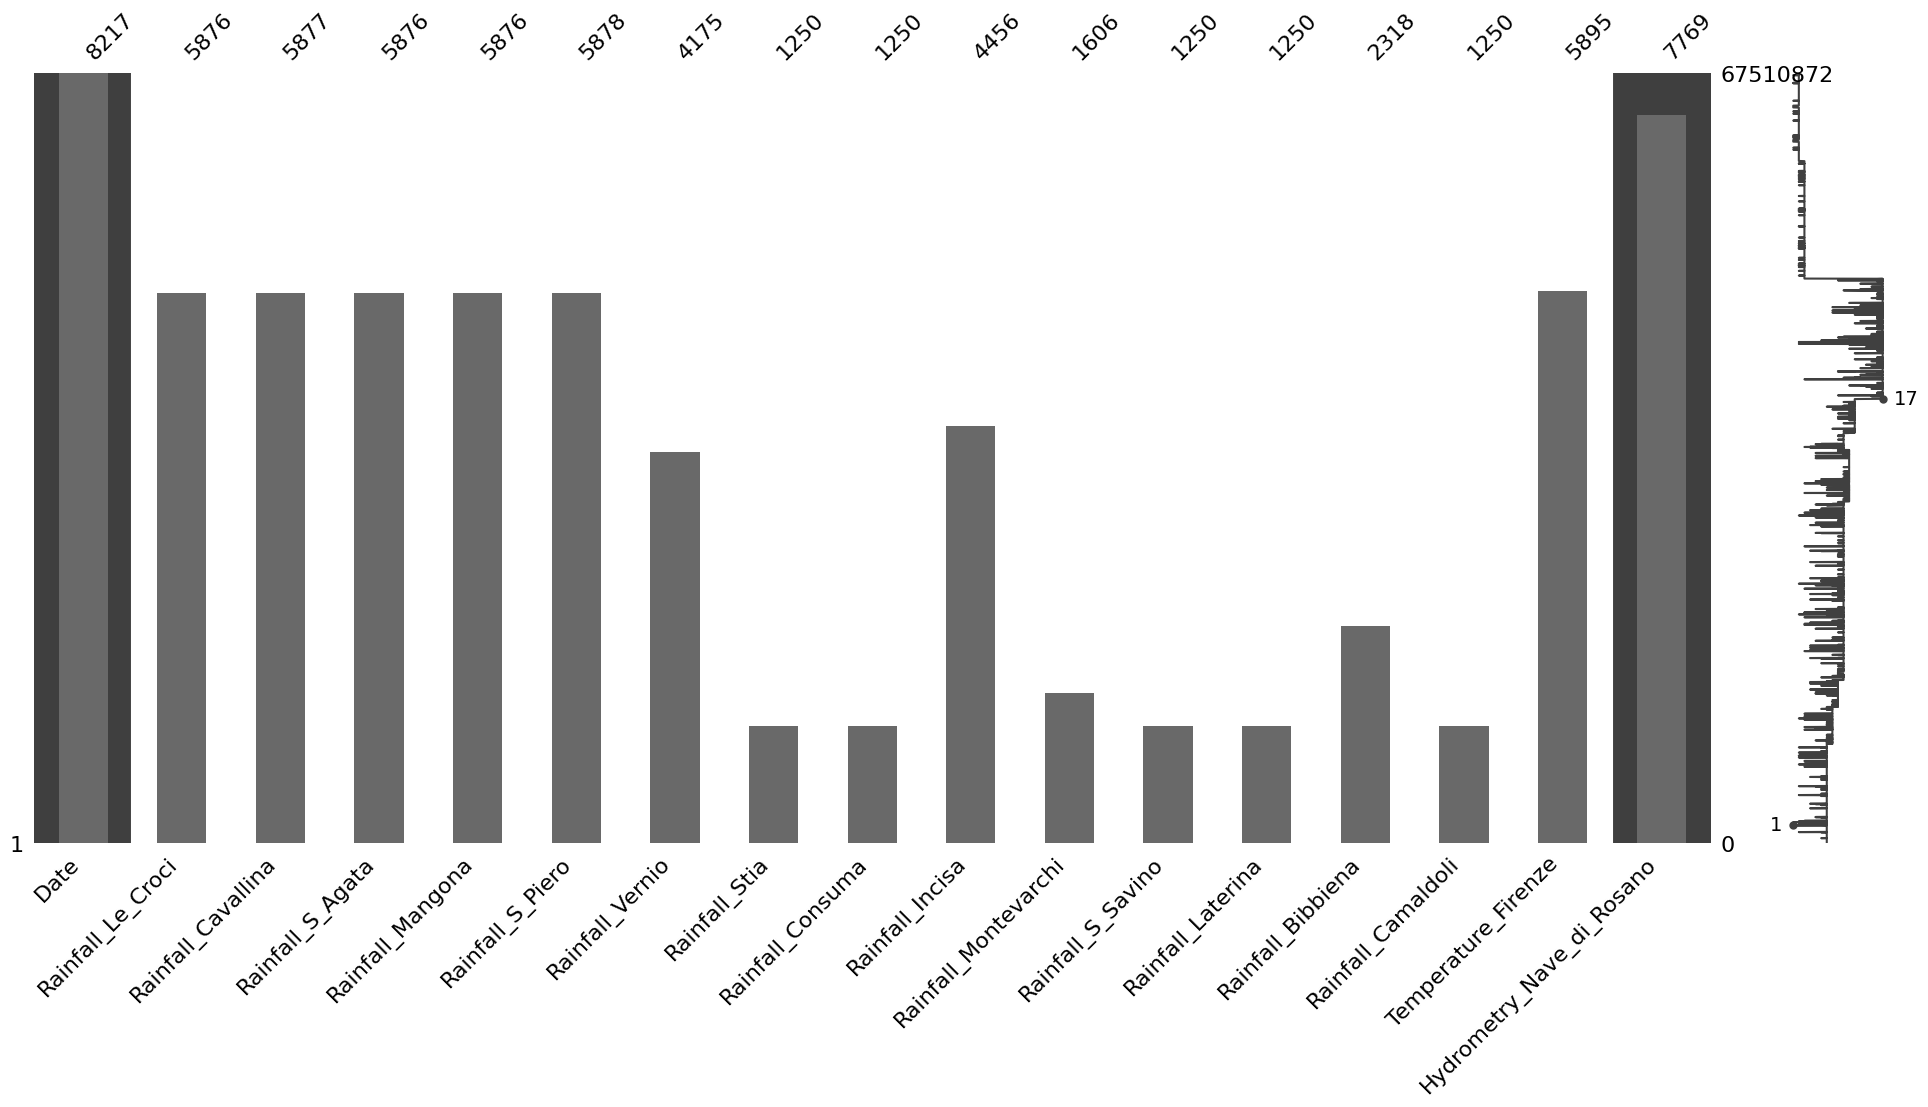 8217
5876
5877
5876
5876
5878
4175
1250
1250
4456
1606
1250
1250
2318
1250
5895
7769
67510872
17
1
1
0
Date
Rainfall_Le_Croci
Rainfall_Cavallina
Rainfall_S_Agata
Rainfall_Mangona
Rainfall_S_Piero
Rainfall_Vernio
Rainfall_Stia
Rainfall_Consuma
Rainfall_Incisa
Rainfall_Montevarchi
Rainfall_S_Savino
Rainfall_Laterina
Rainfall_Bibbiena
Rainfall_Camaldoli
Temperature_Firenze
Hydrometry_Nave_di_Rosano